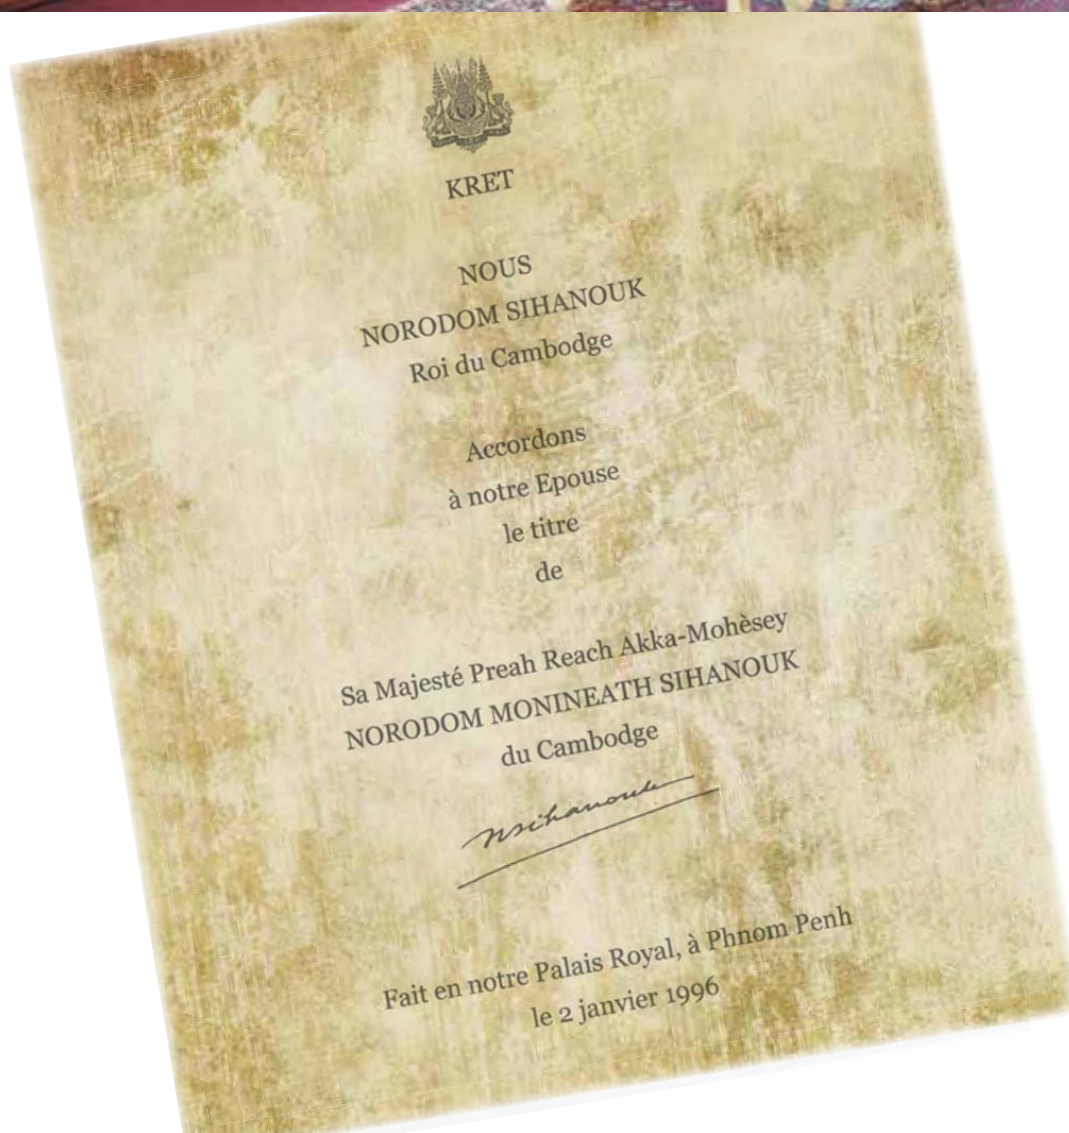 KRET
NOUS
NORODOM SIHANOUK
Roi du Cambodge
Accordons
à notre Epouse
le titre
de
Sa Majesté Preah Reach Akka-Mohèsey
NORODOM MONINEATH SIHANOUK
du Cambodge
nsihanouk
Fait en notre Palais Royal, à Phnom Penh
le 2 janvier 1996